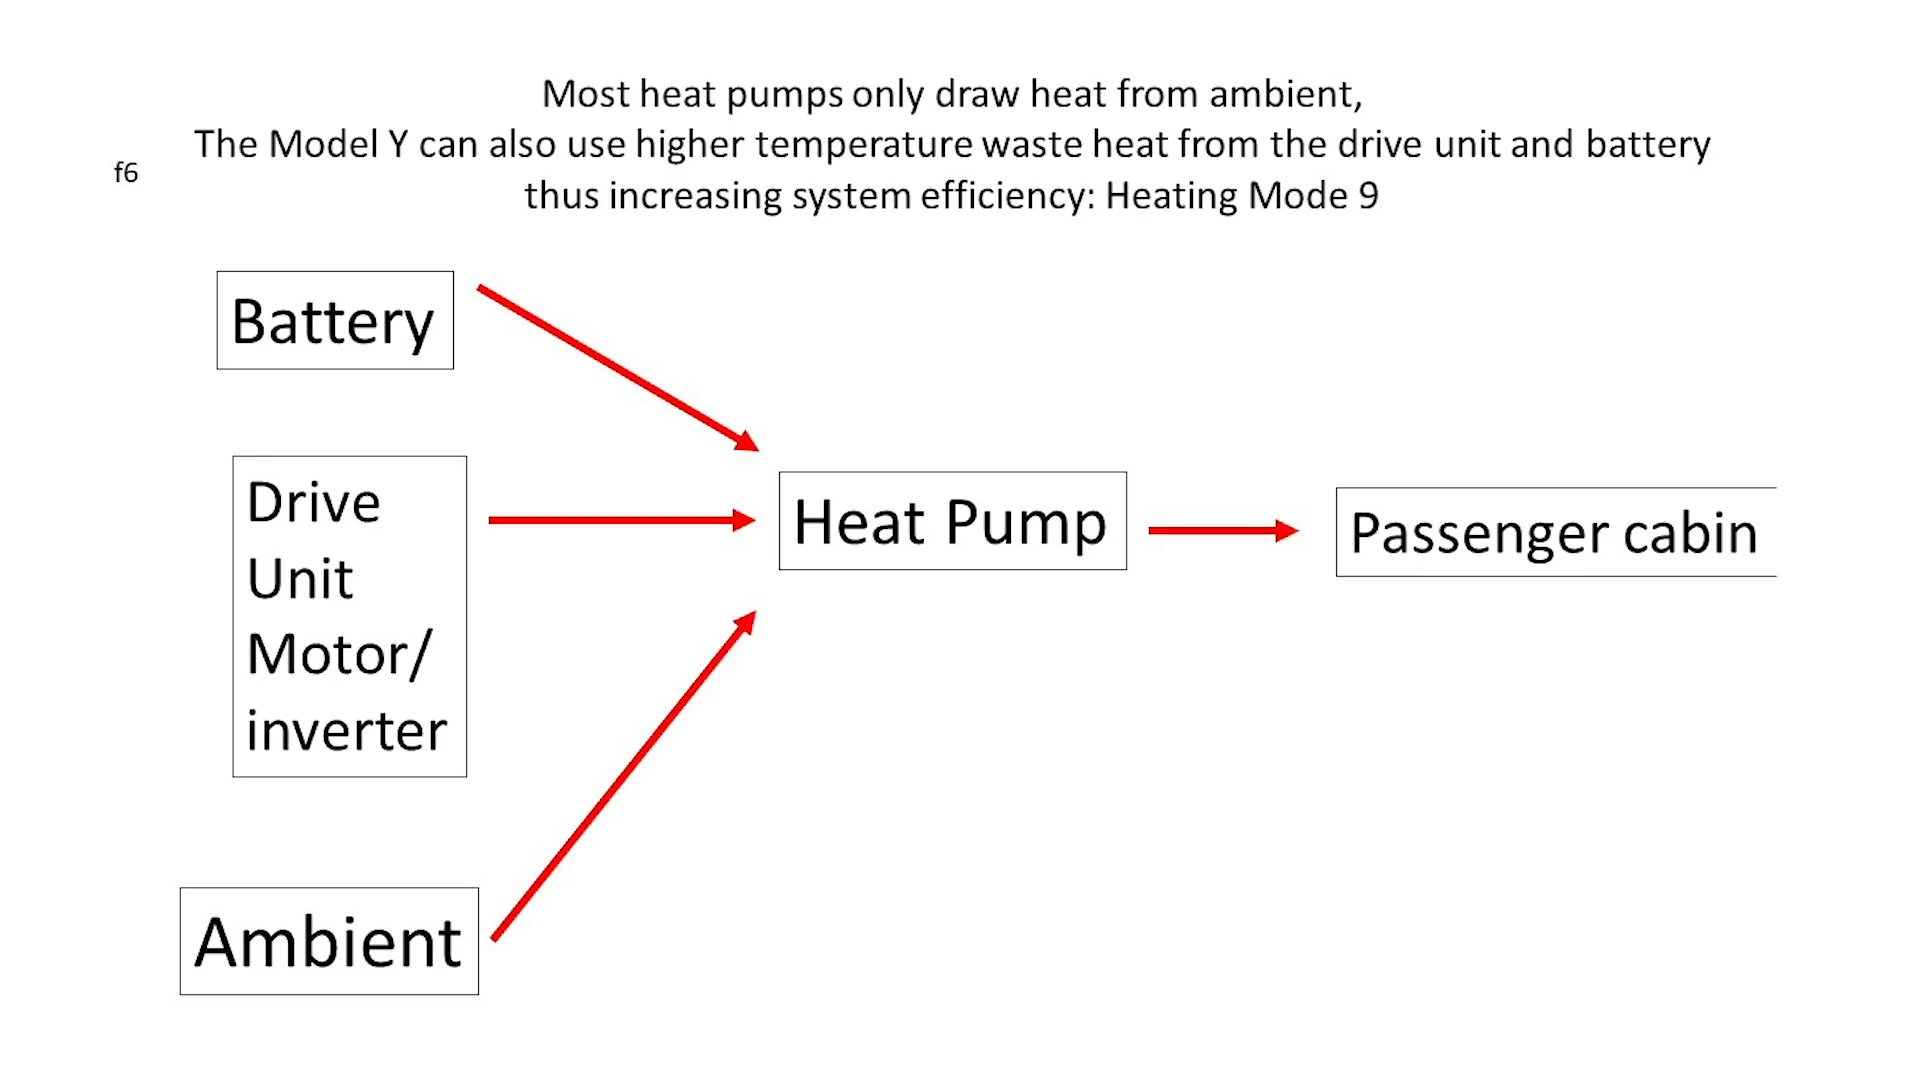 Most heat pumps only draw heat from ambient,
The Model Y can also use higher temperature waste heat from the drive unit and battery
f6
thus increasing system efficiency: Heating Mode 9
Battery
Drive
Unit
Motor/
inverter
Heat Pump
Passenger cabin
Ambient